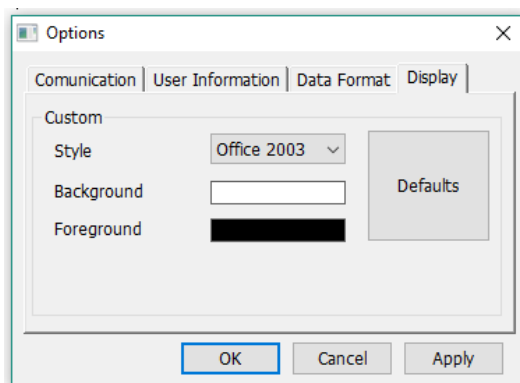 Options
Comunication User Information Data Format Display
Custom
Style Office 2003
Background
Defaults
Foreground
OK Cancel Apply